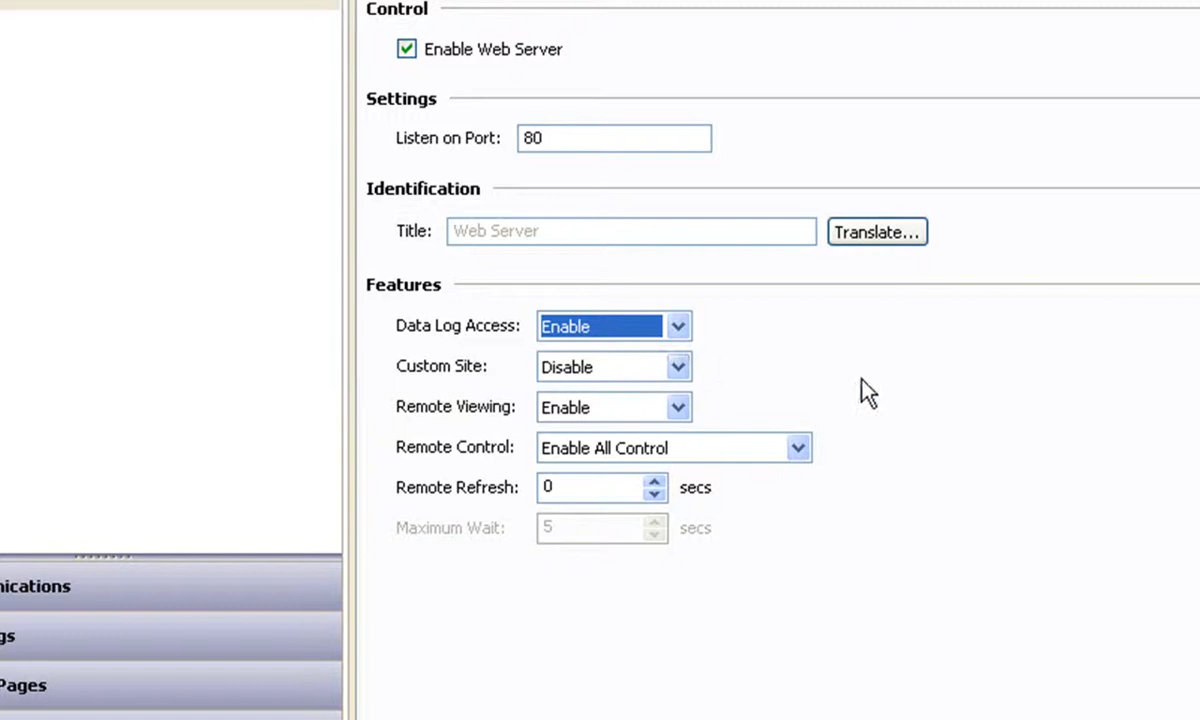 Control
Enable Web Server
Settings
Listen on Port: 80
Identification
Title: Web Server Translate...
Features
Data Log Access: Enable
Custom Site: Disable
Remote Viewing: Enable
Remote Control: Enable All Control
Remote Refresh: 0 secs
Maximum Wait: 5 secs
nications
gs
Pages